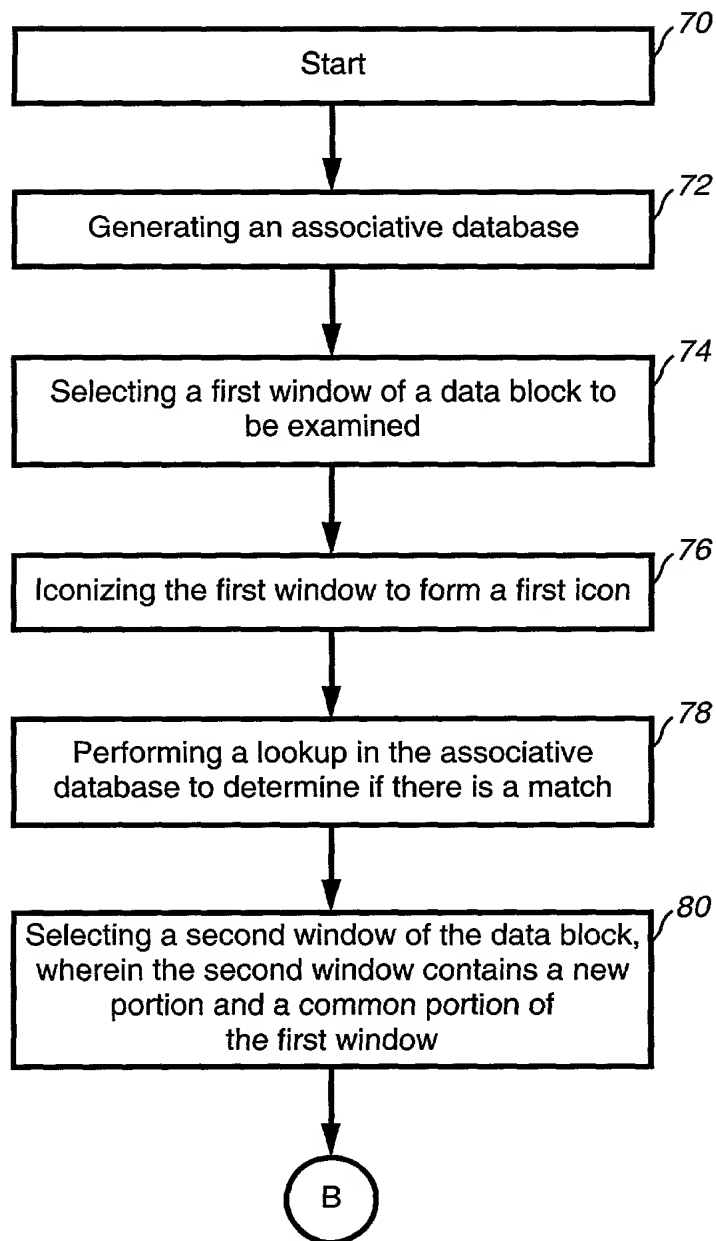 70
Start
72
Generating an associative database
74
Selecting a first window of a data block to
be examined
76
Iconizing the first window to form a first icon
78
Performing a lookup in the associative
database to determine if there is a match
80
Selecting a second window of the data block,
wherein the second window contains a new
portion and a common portion of
the first window
B